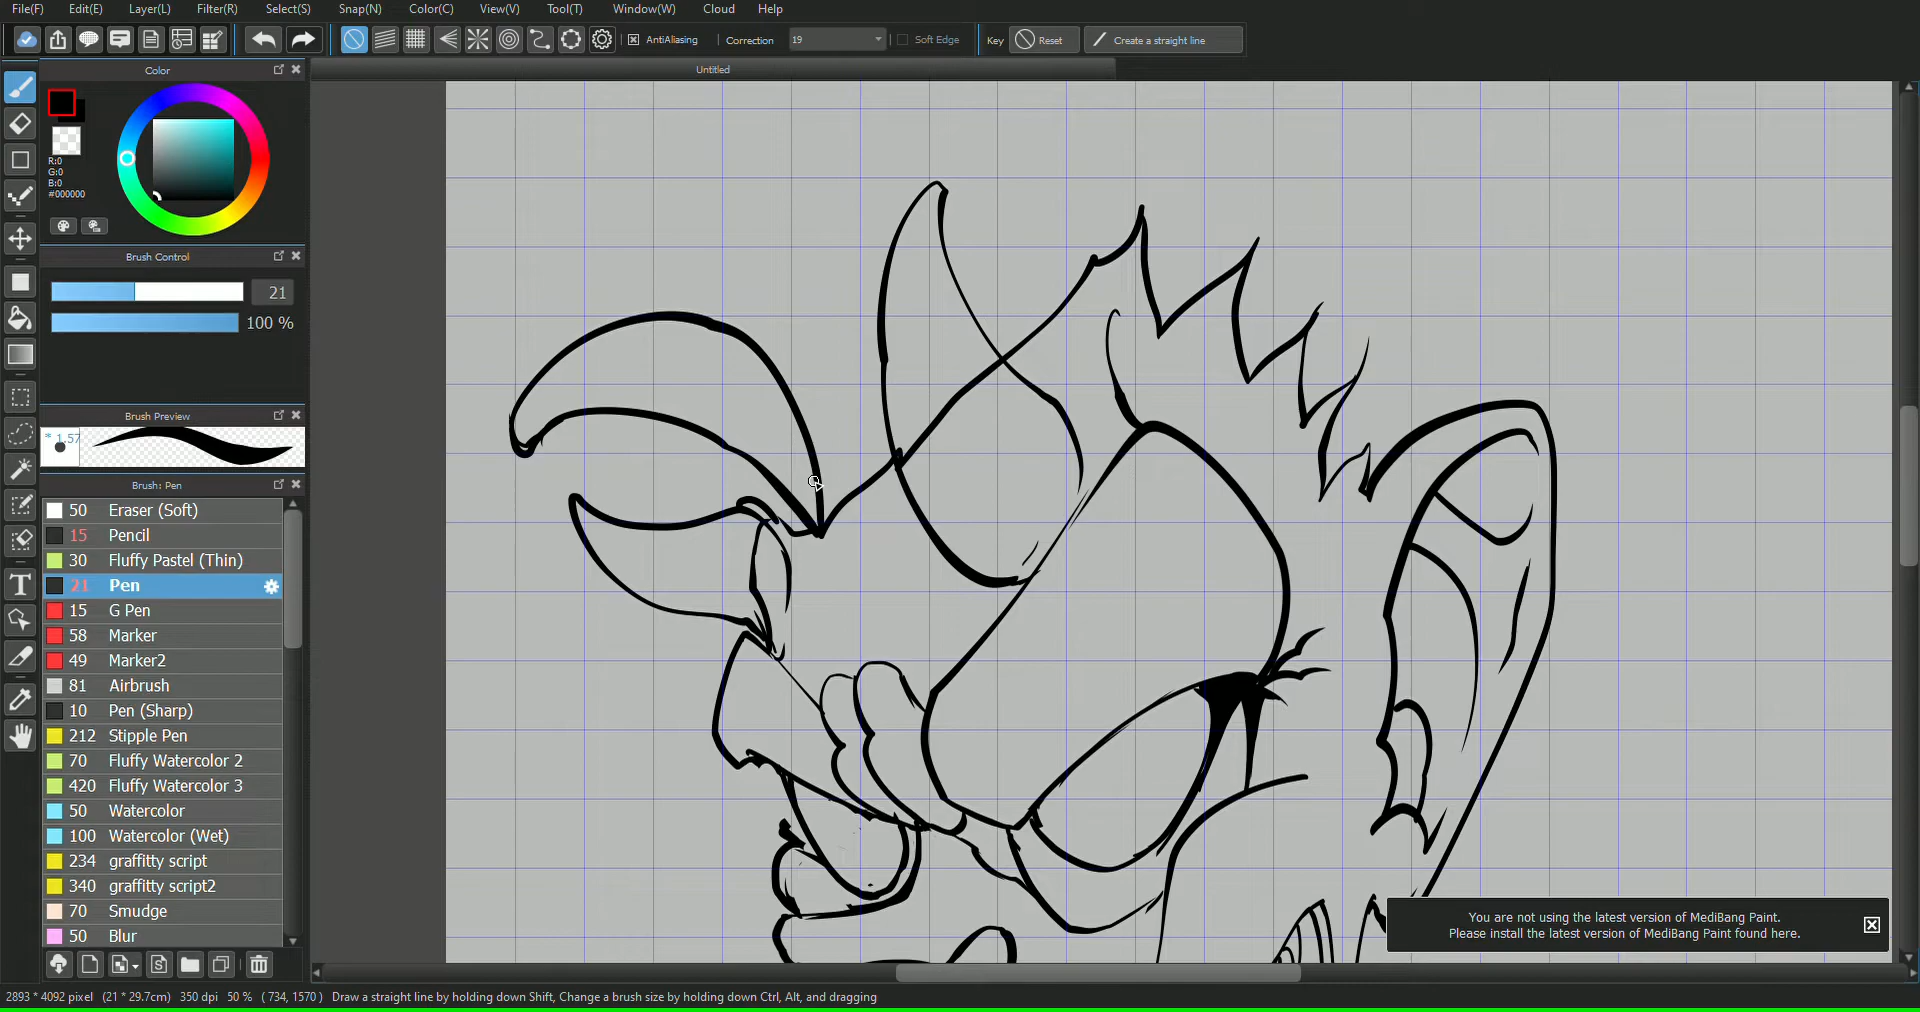 File(F) Edit(E) Layer(L) Filter(R) Select(S) Snap(N) Color(C) View(V) Tool(T) Window(W) Cloud Help
AntiAliasing Correction 19 Soft Edge Key Reset Create a straight line
Color
Untitled
R:0
G:0
B:0
#000000
Brush Control
21
100 %
Brush Preview
* 1.57
Brush: Pen
50 Eraser (Soft)
15 Pencil
30 Fluffy Pastel (Thin)
21 Pen
15 G Pen
58 Marker
49 Marker2
81 Airbrush
10 Pen (Sharp)
212 Stipple Pen
70 Fluffy Watercolor 2
420 Fluffy Watercolor 3
50 Watercolor
100 Watercolor (Wet)
234 graffitty script
340 graffitty script2
70 Smudge
50 Blur
You are not using the latest version of MediBang Paint.
Please install the latest version of MediBang Paint found here.
2893 * 4092 pixel (21 * 29.7cm) 350 dpi 50 % ( 734, 1570 ) Draw a straight line by holding down Shift, Change a brush size by holding down Ctrl, Alt, and dragging